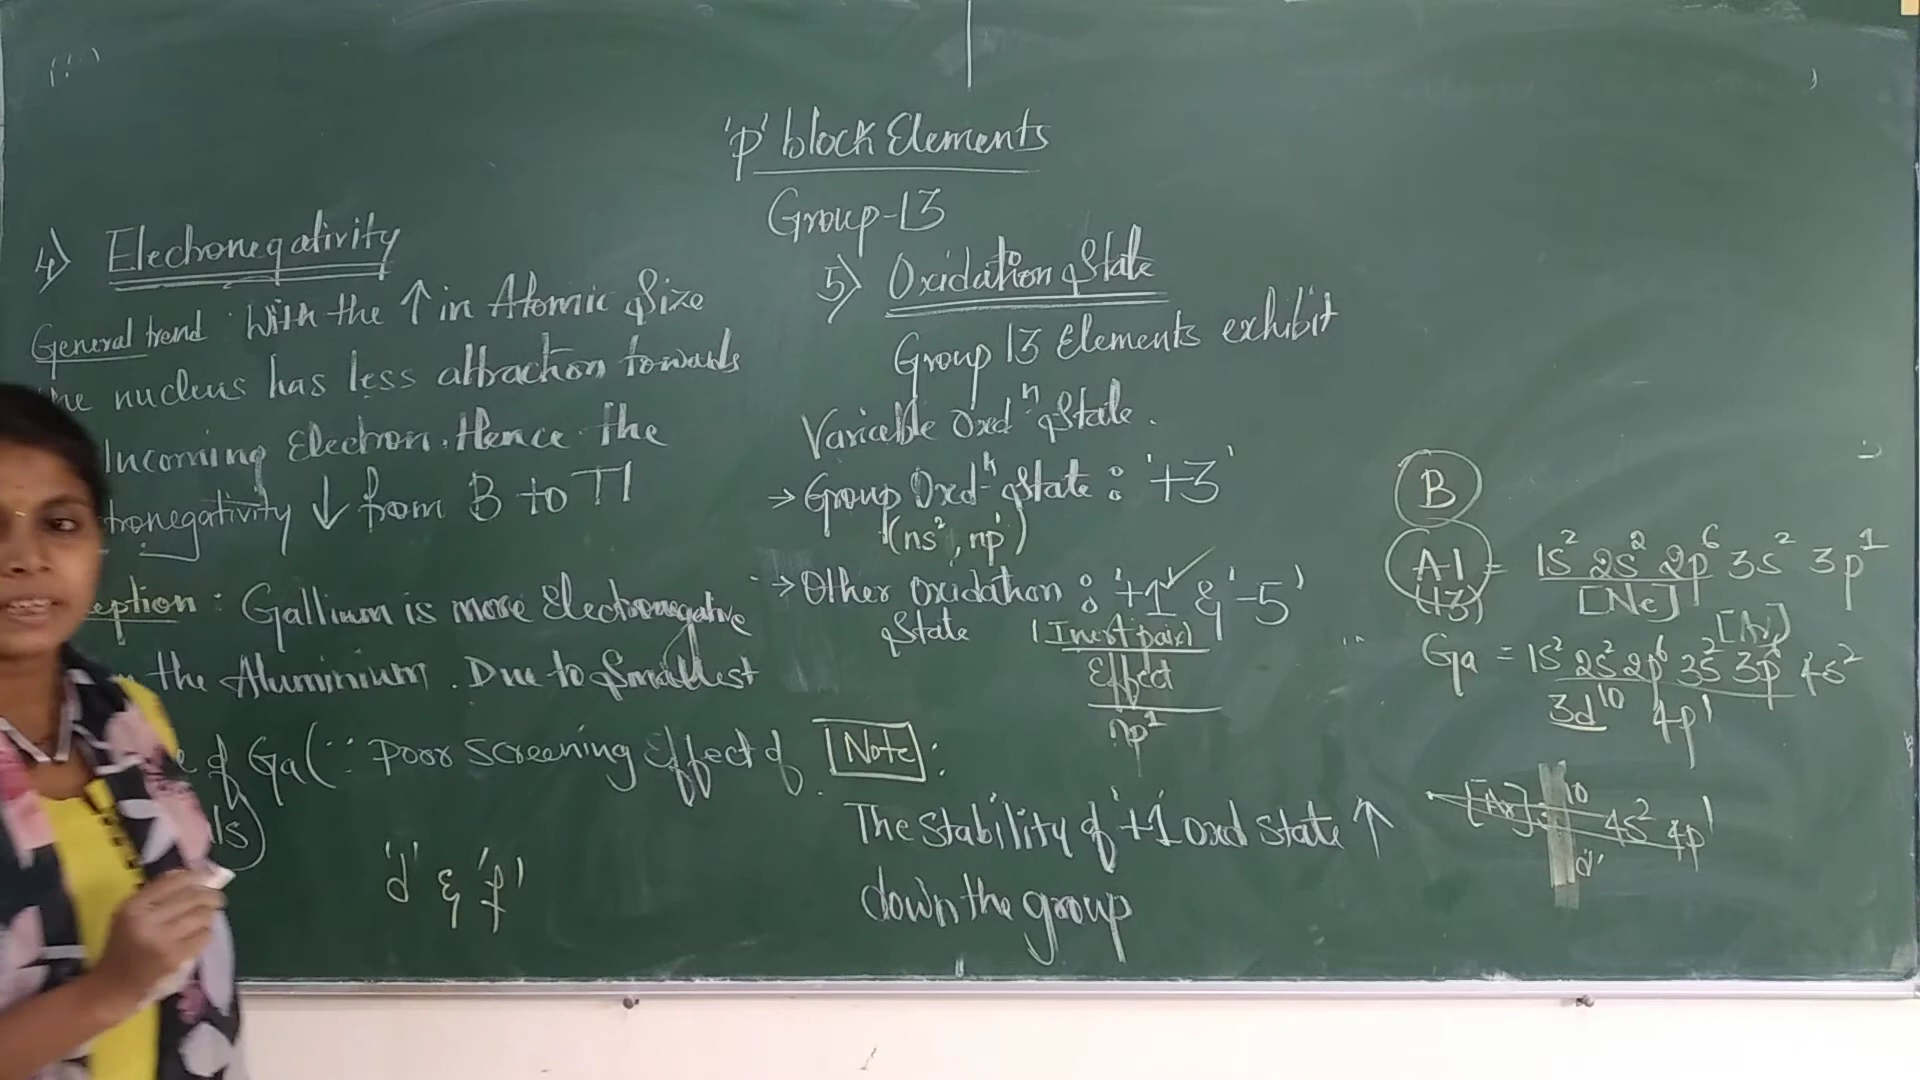 'p' block Elements
Group-13
4) Electronegativity
General trend : With the ↑ in Atomic Size
the nucleus has less attraction towards
Incoming Electron. Hence the
tronegativity ↓ from B to Tl
eption : Gallium is more Electronegative
the Aluminium. Due to Smallest
e of Ga (∵ Poor Screening Effect of
ls)
'd' & 'f'
5) Oxidation State
Group 13 Elements exhibit
Variable Oxdⁿ State.
→ Group Oxdⁿ State : '+3'
(ns², np¹)
→ Other Oxidation : '+1' ✓ & '-5'
State (Inert pair)
Effect
np¹
Note :
The Stability of '+1' Oxd State ↑
down the group
B
Al = 1s² 2s² 2p⁶ 3s² 3p¹
(13) [Ne]
[Ar]
Ga = 1s² 2s² 2p⁶ 3s² 3p⁶ 4s²
3d¹⁰ 4p¹
[Ar] 10 4s² 4p¹
'd'